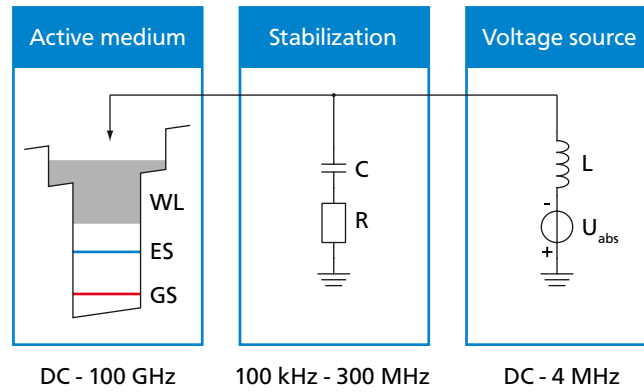 Active medium
Stabilization
Voltage source
WL
ES
GS
C
R
L
-
U abs
+
DC - 100 GHz
100 kHz - 300 MHz
DC - 4 MHz